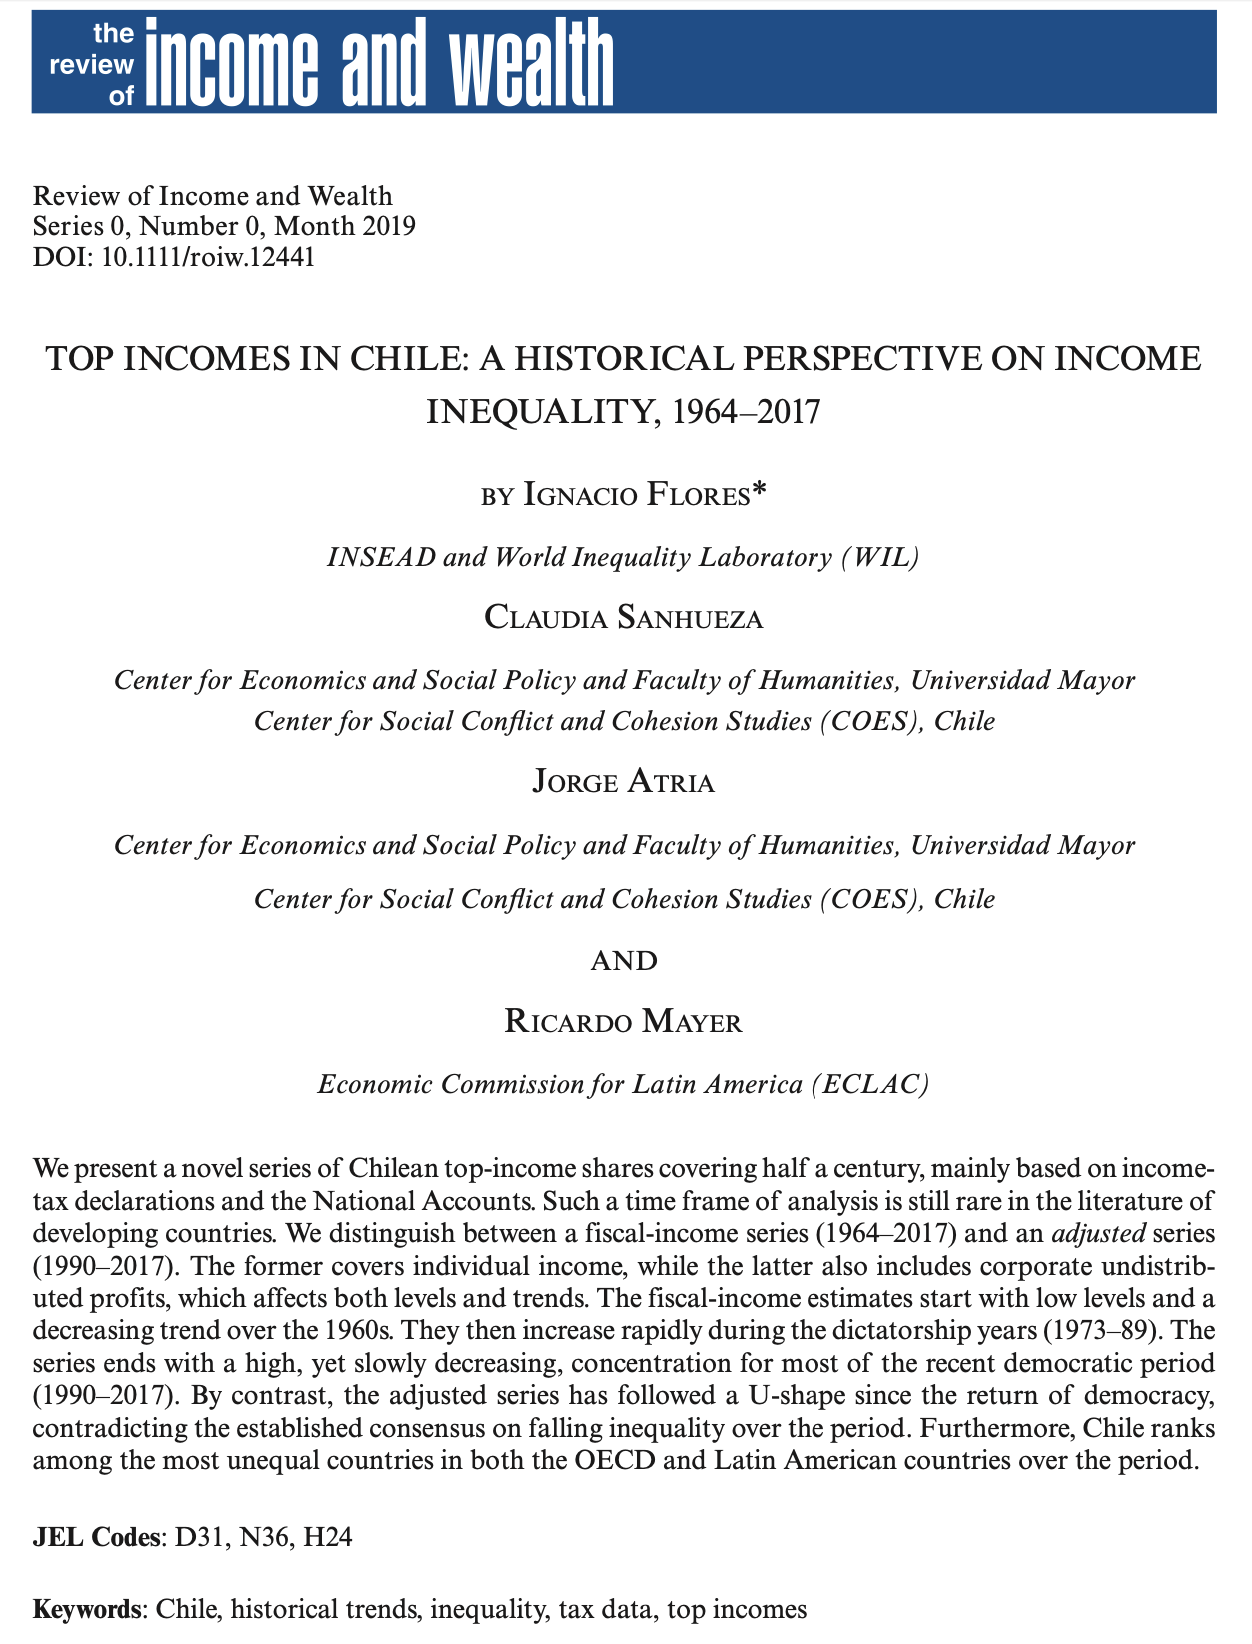 the
review
of
income and wealth
Review of Income and Wealth
Series 0, Number 0, Month 2019
DOI: 10.1111/roiw.12441
TOP INCOMES IN CHILE: A HISTORICAL PERSPECTIVE ON INCOME
INEQUALITY, 1964–2017
BY IGNACIO FLORES*
INSEAD and World Inequality Laboratory (WIL)
CLAUDIA SANHUEZA
Center for Economics and Social Policy and Faculty of Humanities, Universidad Mayor
Center for Social Conflict and Cohesion Studies (COES), Chile
JORGE ATRIA
Center for Economics and Social Policy and Faculty of Humanities, Universidad Mayor
Center for Social Conflict and Cohesion Studies (COES), Chile
AND
RICARDO MAYER
Economic Commission for Latin America (ECLAC)
We present a novel series of Chilean top-income shares covering half a century, mainly based on income-
tax declarations and the National Accounts. Such a time frame of analysis is still rare in the literature of
developing countries. We distinguish between a fiscal-income series (1964–2017) and an adjusted series
(1990–2017). The former covers individual income, while the latter also includes corporate undistrib-
uted profits, which affects both levels and trends. The fiscal-income estimates start with low levels and a
decreasing trend over the 1960s. They then increase rapidly during the dictatorship years (1973–89). The
series ends with a high, yet slowly decreasing, concentration for most of the recent democratic period
(1990–2017). By contrast, the adjusted series has followed a U-shape since the return of democracy,
contradicting the established consensus on falling inequality over the period. Furthermore, Chile ranks
among the most unequal countries in both the OECD and Latin American countries over the period.
JEL Codes: D31, N36, H24
Keywords: Chile, historical trends, inequality, tax data, top incomes